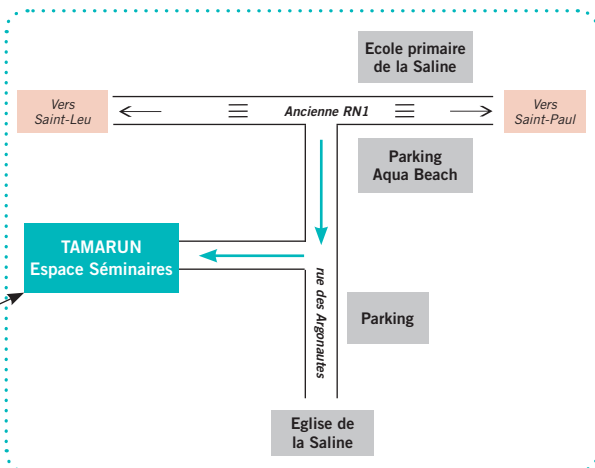 Ecole primaire
de la Saline
Vers
Saint-Leu
Ancienne RN1
Vers
Saint-Paul
Parking
Aqua Beach
TAMARUN
Espace Séminaires
rue des Argonautes
Parking
Eglise de
la Saline